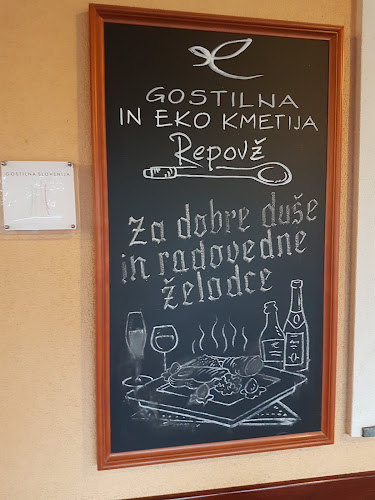 GOSTILNA
IN EKO KMETIJA
Repovž
za dobre duše
in radovedne
želodce
GOSTILNA SLOVENIJA